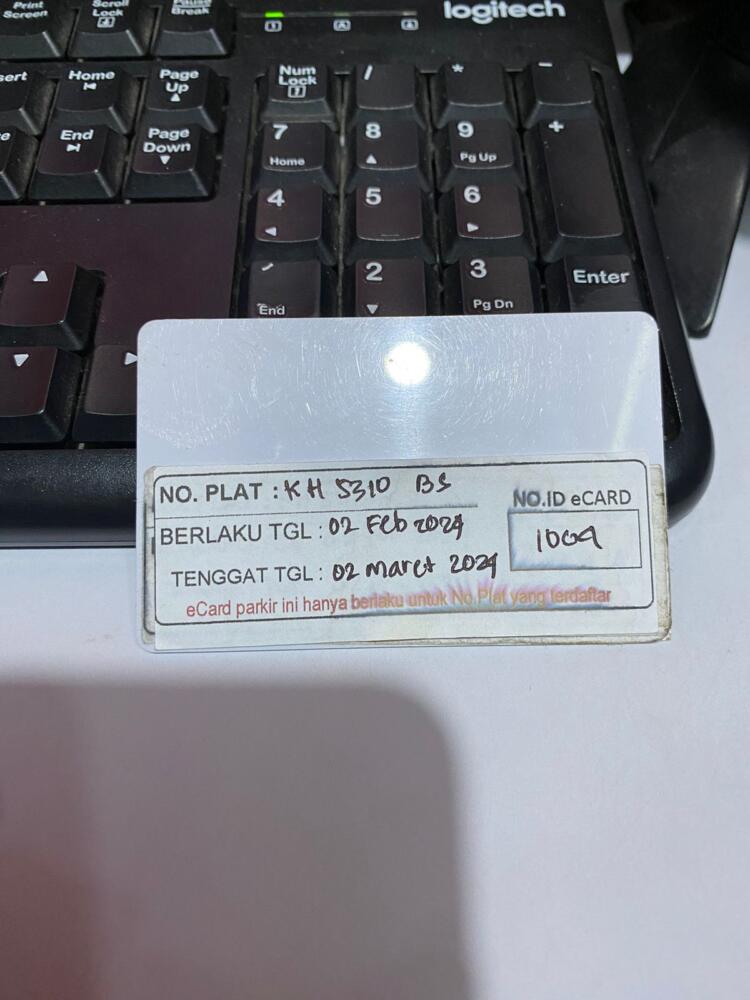 Print
Screen
Scroll
Lock
Pause
Break
logitech
1
A
Home
Page
Up
End
Page
Down
Num
Lock
/
*
-
7
Home
8
9
Pg Up
+
4
5
6
End
2
3
Pg Dn
Enter
NO. PLAT : KH 5310 BS
NO.ID eCARD
BERLAKU TGL : 02 Feb 2024
TENGGAT TGL : 02 maret 2024
eCard parkir ini hanya berlaku untuk No.Plat yang terdaftar